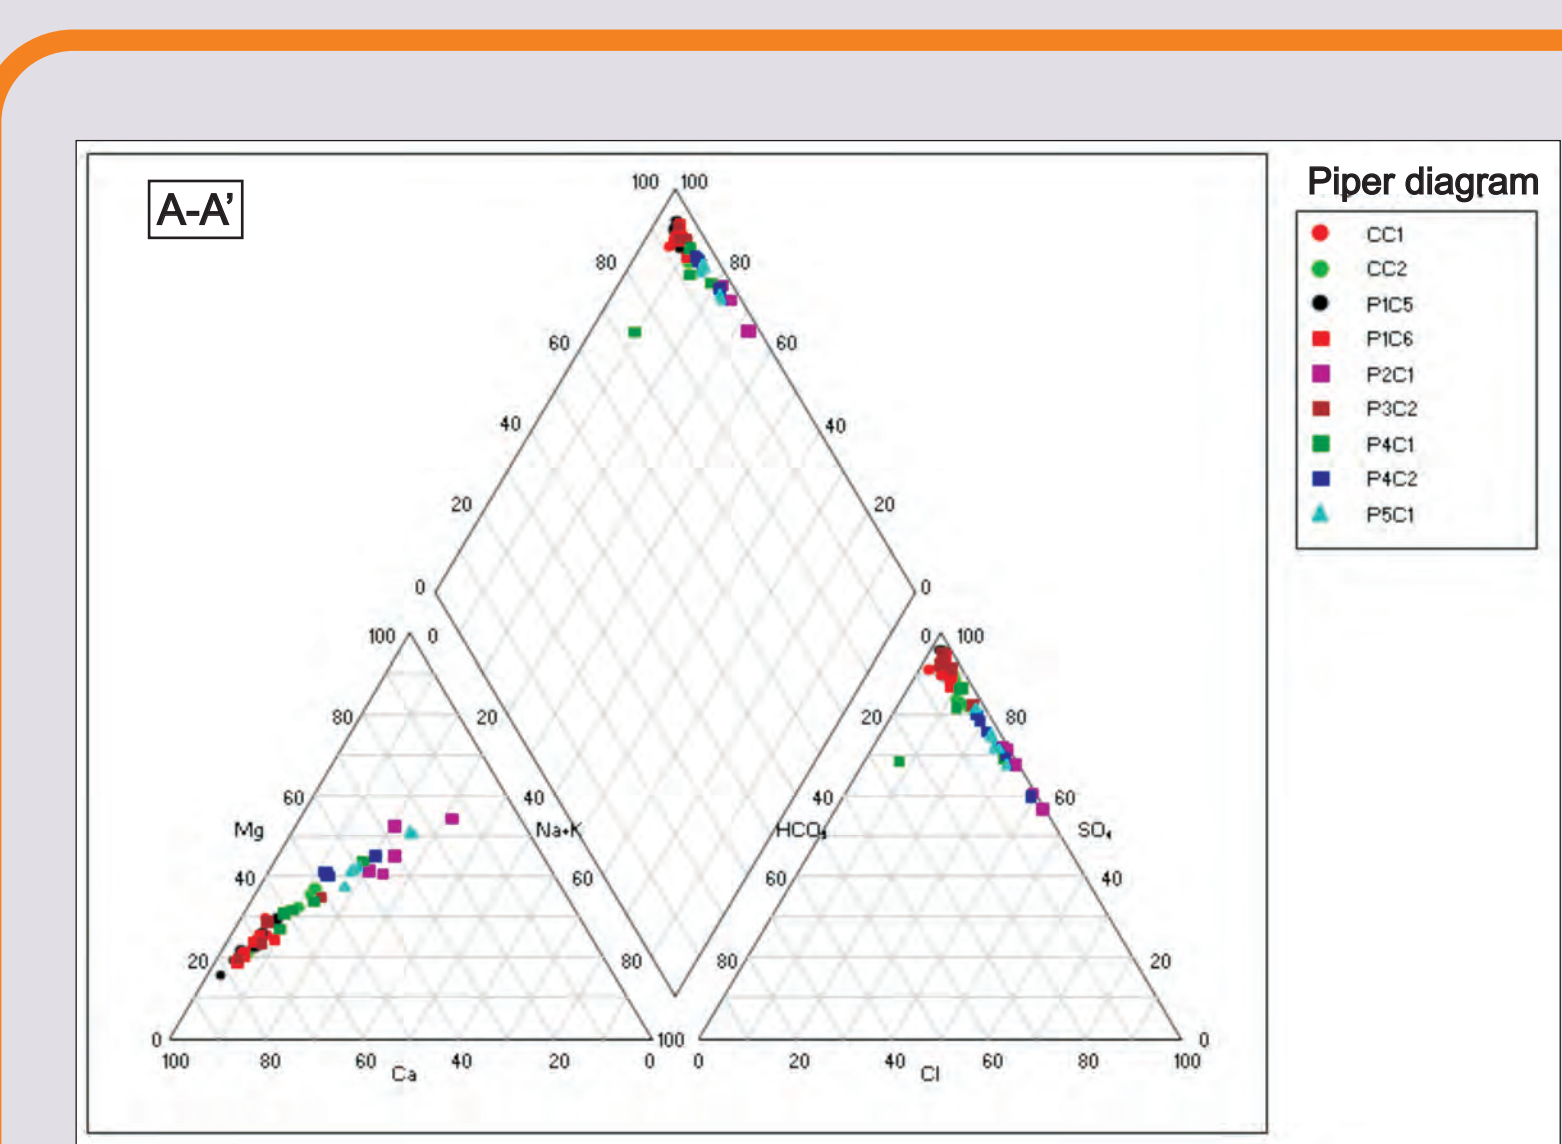 A-A'
Piper diagram
CC1
CC2
P1C5
P1C6
P2C1
P3C2
P4C1
P4C2
P5C1
100 100
80 80
60 60
40 40
20 20
0 0
100 0 0 100
80 20 20 80
60 40 40 60
Mg Na+K HCO₃ SO₄
40 60 60 40
20 80 80 20
0 100 0
100 80 60 40 20 0 0 20 40 60 80 100
Ca Cl